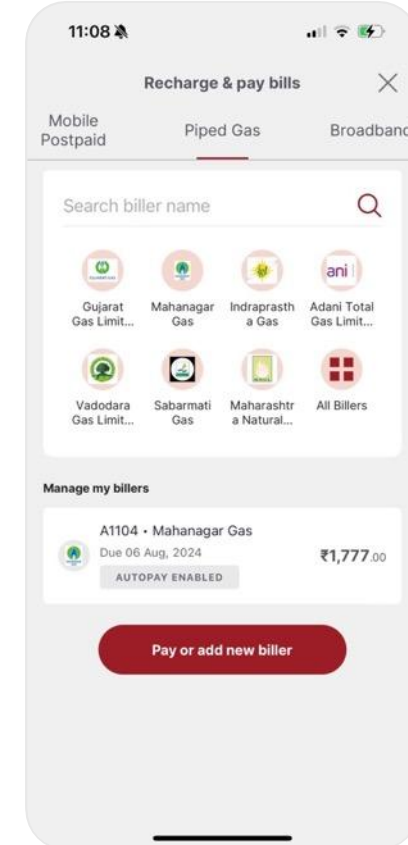 11:08
Recharge & pay bills
Mobile
Postpaid
Piped Gas
Broadband
Search biller name
ani
Gujarat
Gas Limit...
Mahanagar
Gas
Indraprasth
a Gas
Adani Total
Gas Limit...
Vadodara
Gas Limit...
Sabarmati
Gas
Maharashtr
a Natural...
All Billers
Manage my billers
A1104 • Mahanagar Gas
Due 06 Aug, 2024
₹1,777.00
AUTOPAY ENABLED
Pay or add new biller